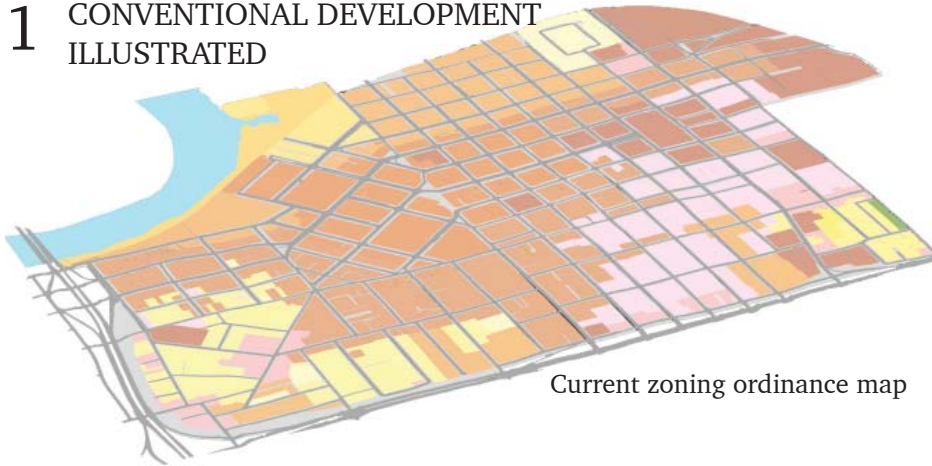 1 CONVENTIONAL DEVELOPMENT
ILLUSTRATED
Current zoning ordinance map